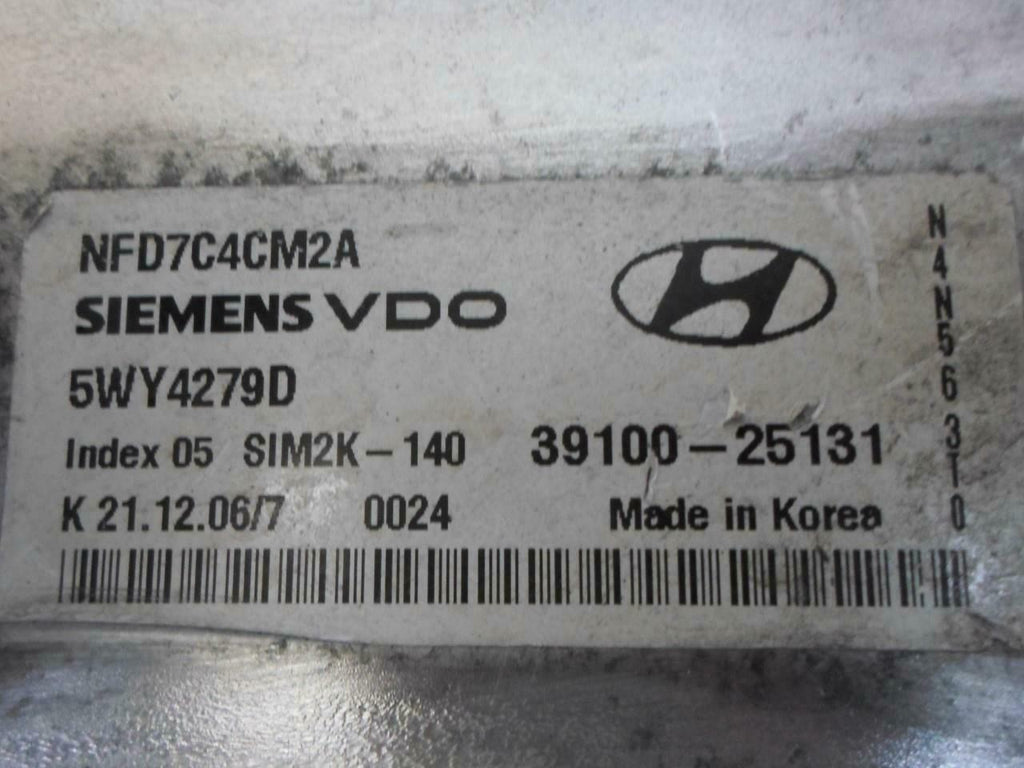 NFD7C4CM2A
SIEMENS VDO
5WY4279D
Index 05 SIM2K-140 39100-25131
K 21.12.06/7 0024 Made in Korea
N4N563T0